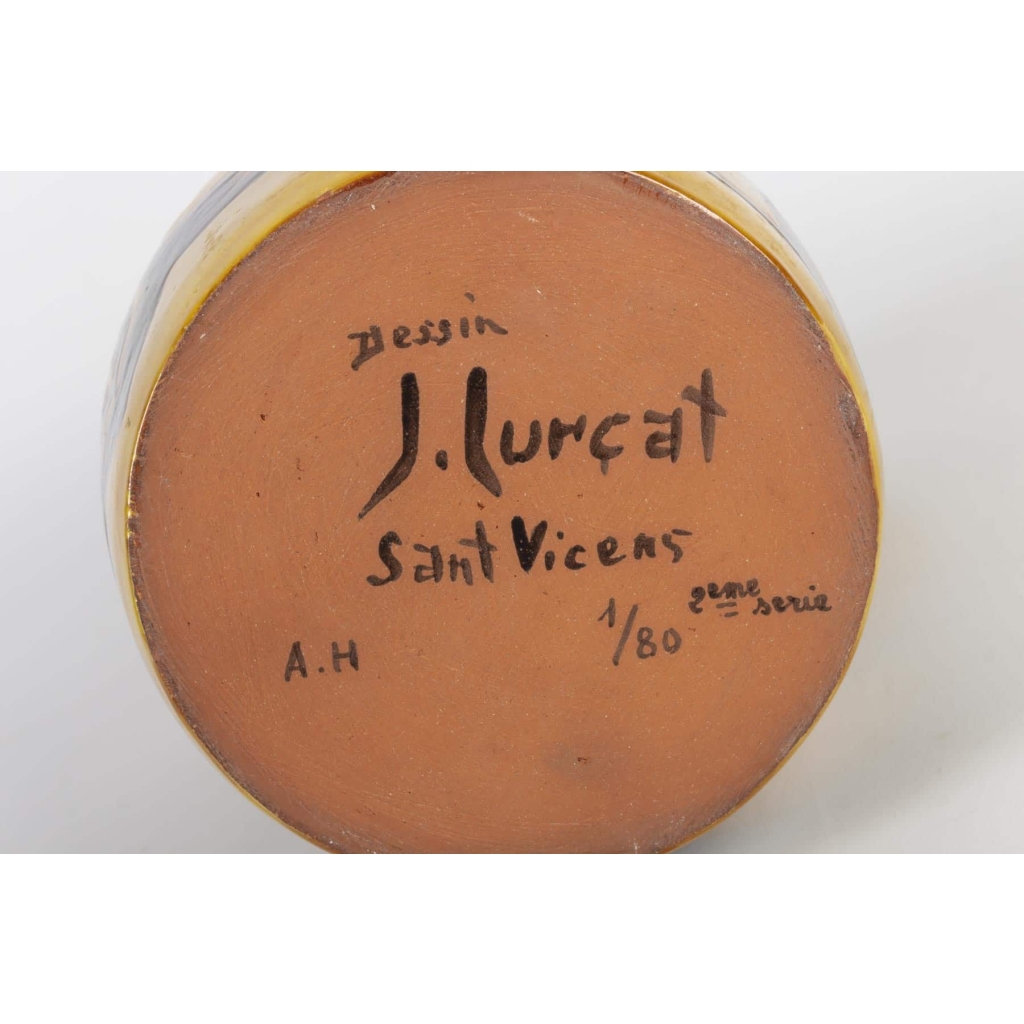 Dessin
J. Lurçat
Sant Vicens
2eme serie
A.H 1/80